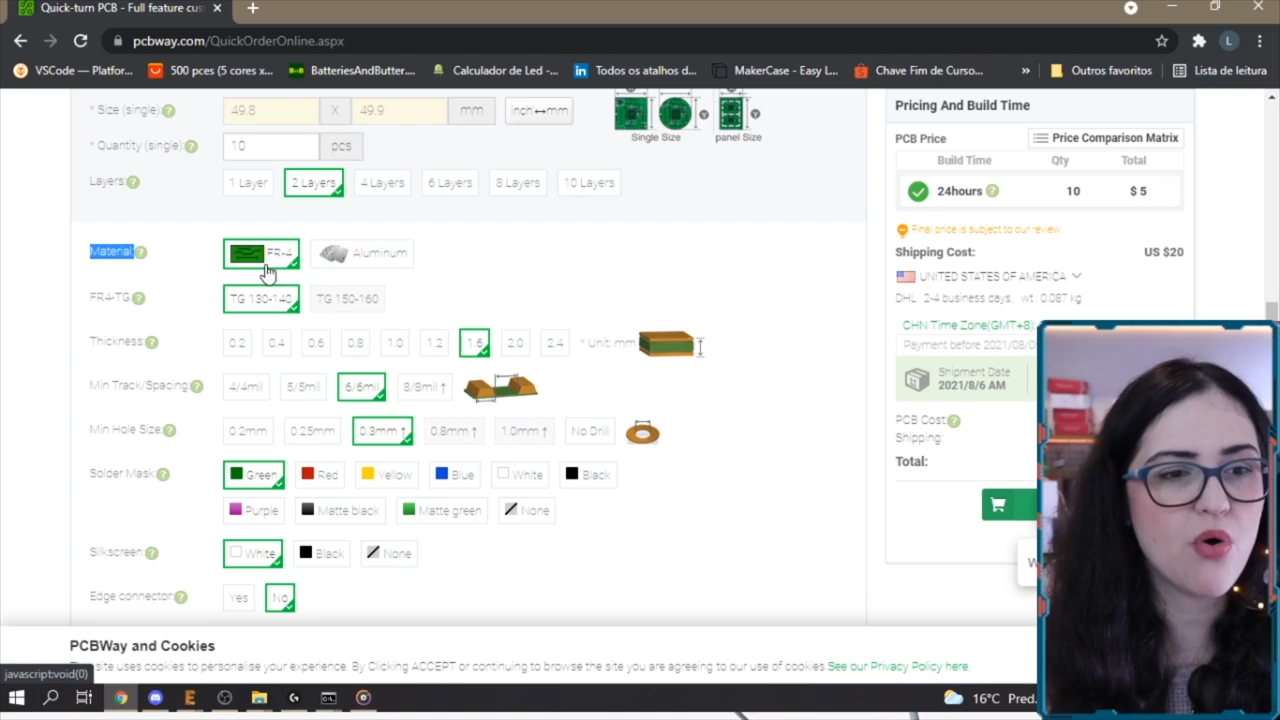 Quick-turn PCB - Full feature cus
pcbway.com/QuickOrderOnline.aspx
L
VSCode — Platfor... 500 pces (5 cores x... BatteriesAndButter.... Calculador de Led -... Todos os atalhos d... MakerCase - Easy L... Chave Fim de Curso... » Outros favoritos Lista de leitura
* Size (single): 49.8 X 49.9 mm inch↔mm
Single Size panel Size
* Quantity (single): 10 pcs
Layers: 1 Layer 2 Layers 4 Layers 6 Layers 8 Layers 10 Layers
Material: FR-4 Aluminum
FR4-TG: TG 130-140 TG 150-160
Thickness: 0.2 0.4 0.6 0.8 1.0 1.2 1.6 2.0 2.4 * Unit: mm
Min Track/Spacing: 4/4mil 5/5mil 6/6mil 8/8mil ↑
Min Hole Size: 0.2mm 0.25mm 0.3mm ↑ 0.8mm ↑ 1.0mm ↑ No Drill
Solder Mask: Green Red Yellow Blue White Black
Purple Matte black Matte green None
Silkscreen: White Black None
Edge connector: Yes No
Pricing And Build Time
PCB Price Price Comparison Matrix
Build Time Qty Total
24hours 10 $ 5
Final price is subject to our review.
Shipping Cost: US $20
UNITED STATES OF AMERICA
DHL 2-4 business days, wt : 0.087 kg
CHN Time Zone(GMT+8):
Payment before 2021/08/0
Shipment Date
2021/8/6 AM
PCB Cost:
Shipping:
Total:
W
PCBWay and Cookies
site uses cookies to personalise your experience. By Clicking ACCEPT or continuing to browse the site you are agreeing to our use of cookies. See our Privacy Policy here.
javascript:void(0)
16°C Pred.